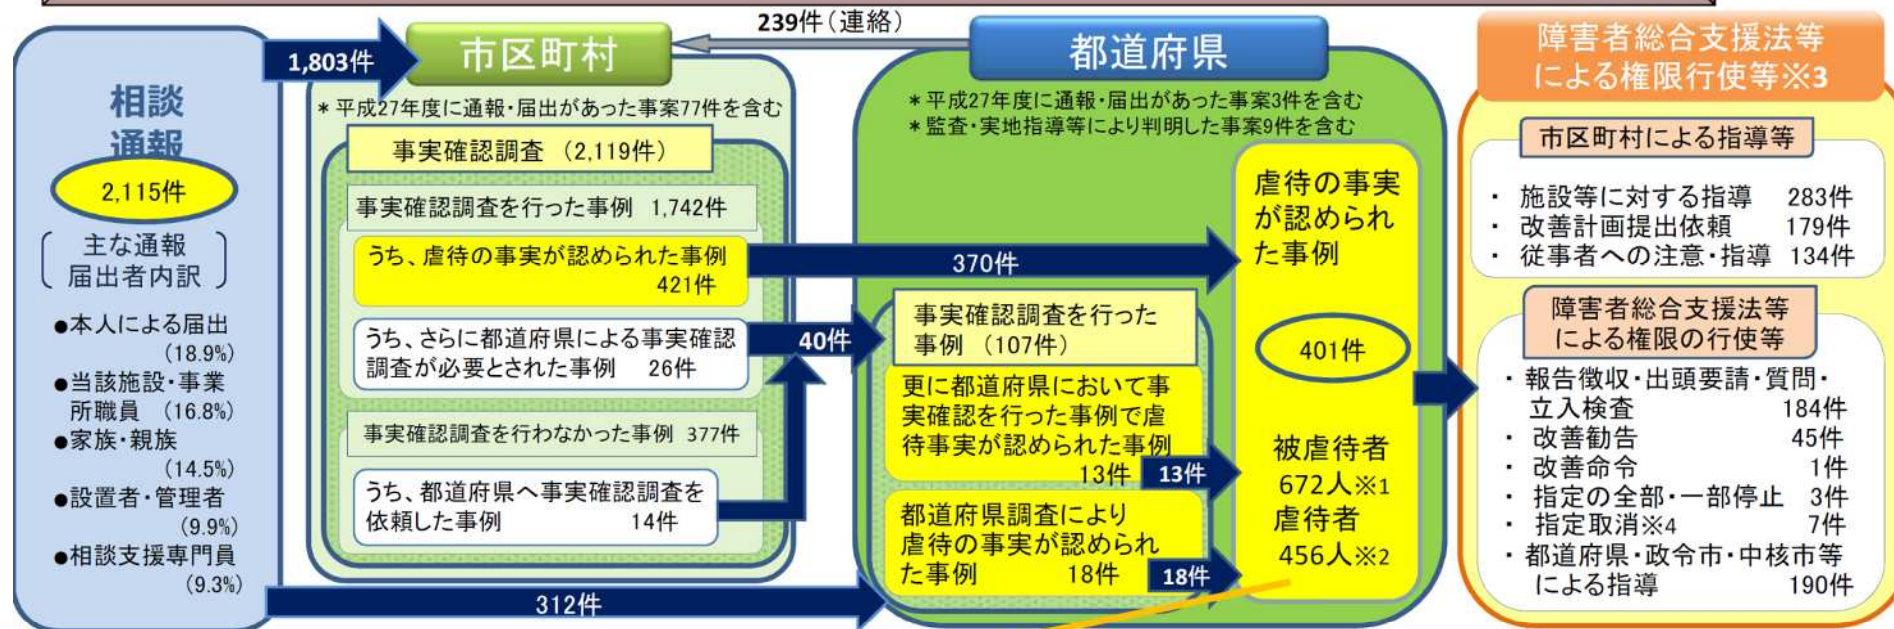 相談
通報
2,115件
主な通報
届出者内訳
●本人による届出
(18.9%)
●当該施設・事業
所職員 (16.8%)
●家族・親族
(14.5%)
●設置者・管理者
(9.9%)
●相談支援専門員
(9.3%)
1,803件
312件
239件(連絡)
市区町村
*平成27年度に通報・届出があった事案77件を含む
事実確認調査 (2,119件)
事実確認調査を行った事例 1,742件
うち、虐待の事実が認められた事例
421件
うち、さらに都道府県による事実確認
調査が必要とされた事例 26件
事実確認調査を行わなかった事例 377件
うち、都道府県へ事実確認調査を
依頼した事例 14件
370件
40件
都道府県
*平成27年度に通報・届出があった事案3件を含む
*監査・実地指導等により判明した事案9件を含む
事実確認調査を行った
事例 (107件)
更に都道府県において事
実確認を行った事例で虐
待事実が認められた事例
13件
13件
都道府県調査により
虐待の事実が認められ
た事例 18件
18件
虐待の事実
が認められ
た事例
401件
被虐待者
672人※1
虐待者
456人※2
障害者総合支援法等
による権限行使等※3
市区町村による指導等
・ 施設等に対する指導 283件
・ 改善計画提出依頼 179件
・ 従事者への注意・指導 134件
障害者総合支援法等
による権限の行使等
・報告徴収・出頭要請・質問・
立入検査 184件
・ 改善勧告 45件
・ 改善命令 1件
・ 指定の全部・一部停止 3件
・ 指定取消※4 7件
・都道府県・政令市・中核市等
による指導 190件